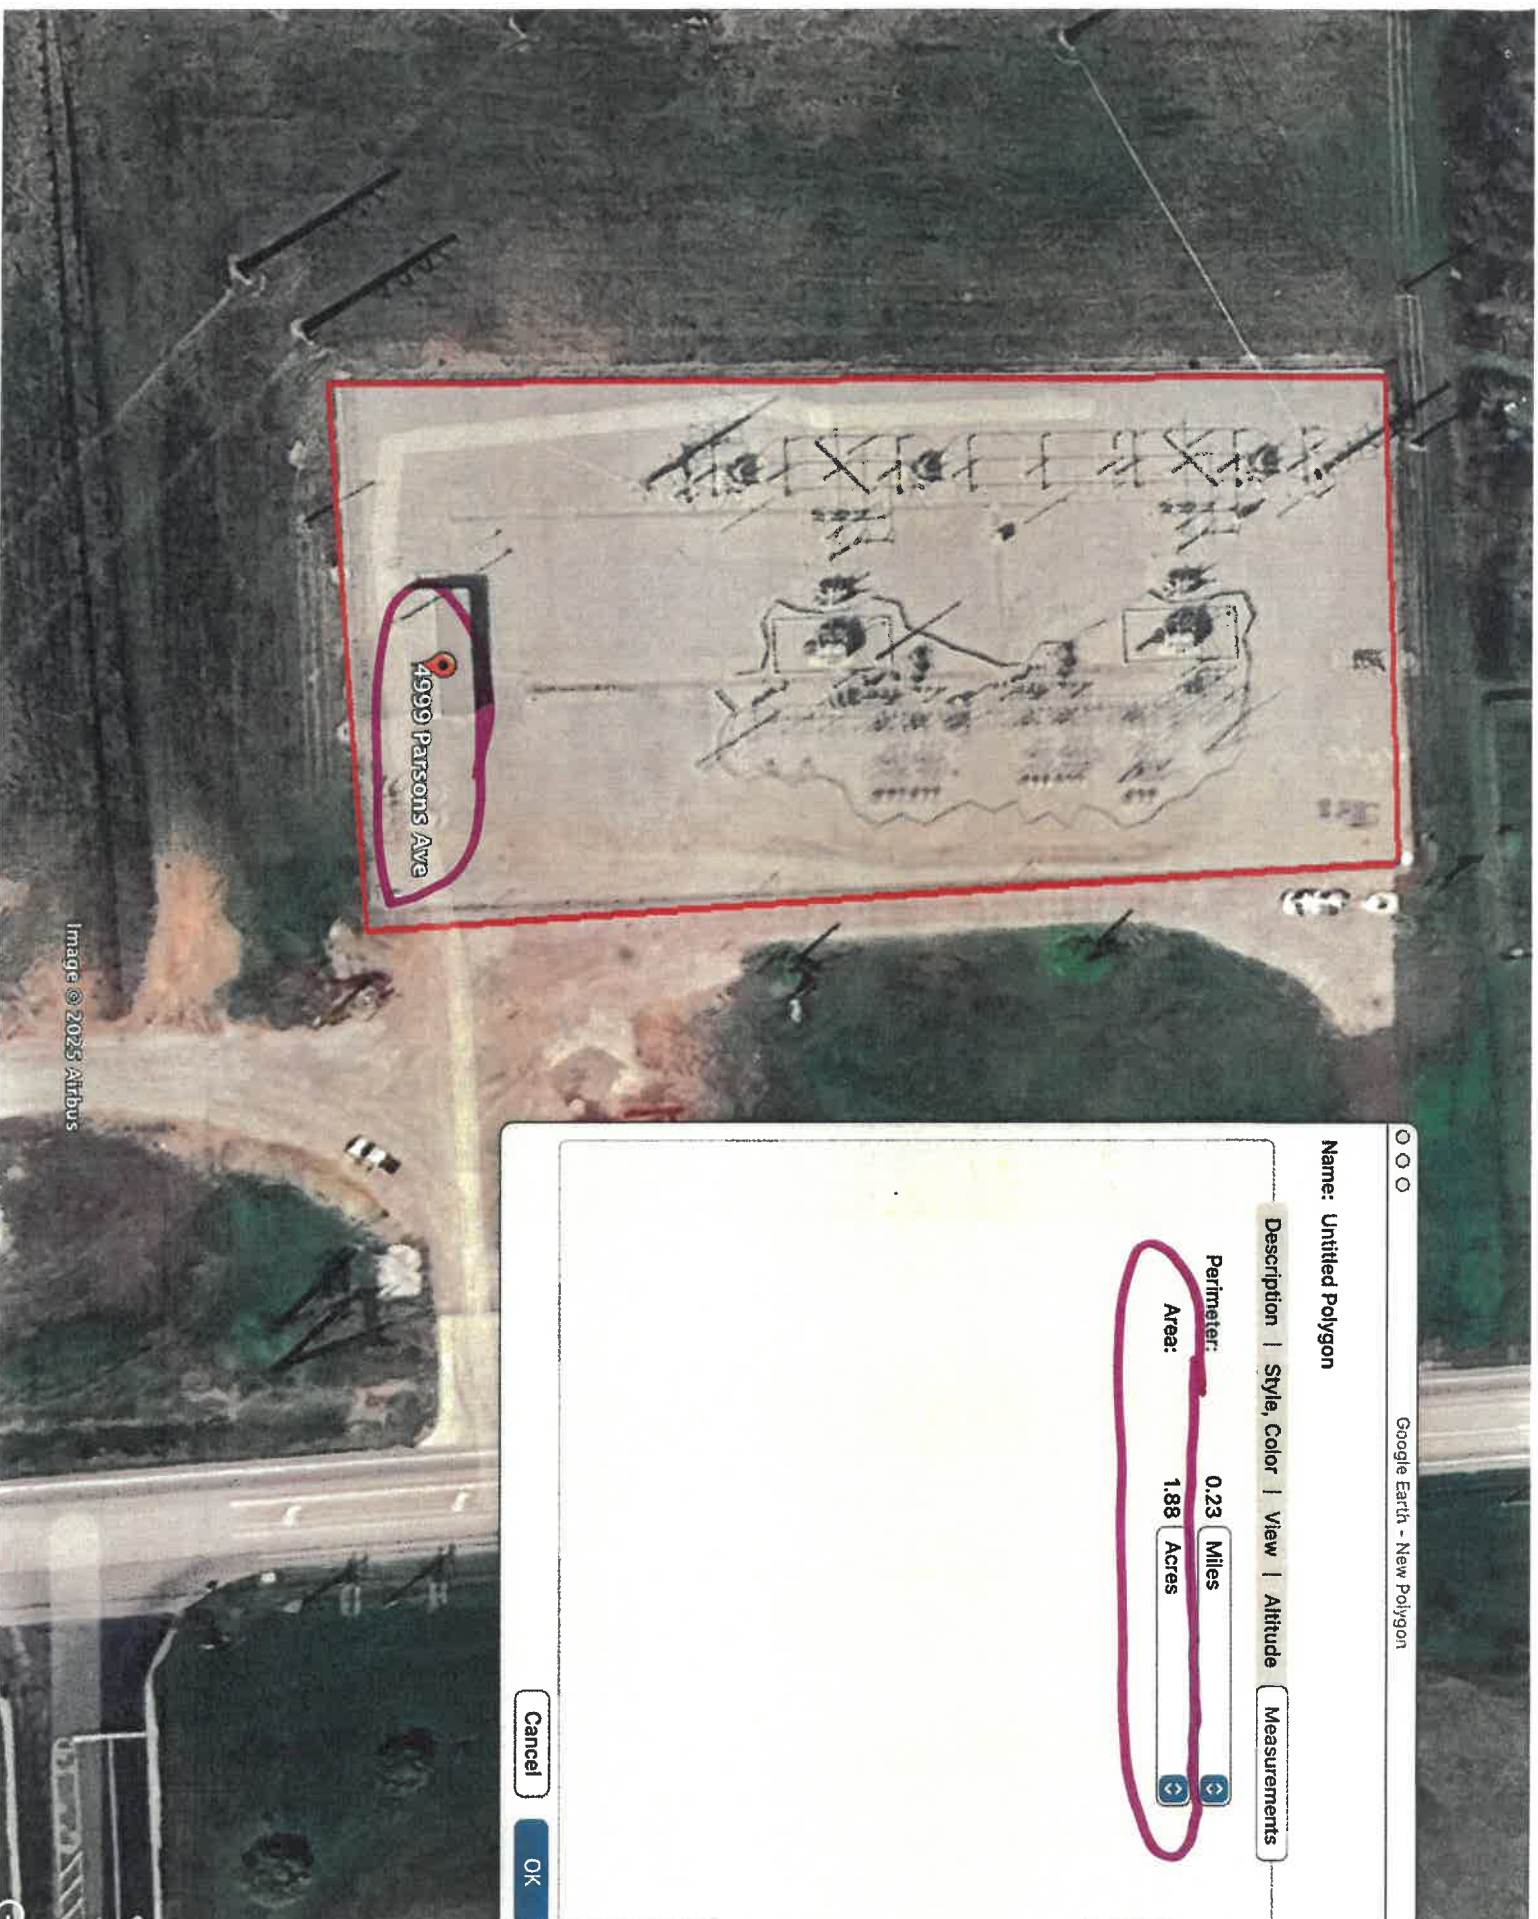 Google Earth - New Polygon
Name: Untitled Polygon
Description | Style, Color | View | Altitude | Measurements
Perimeter: 0.23 Miles
Area: 1.88 Acres
Cancel OK
4999 Parsons Ave
Image © 2025 Airbus